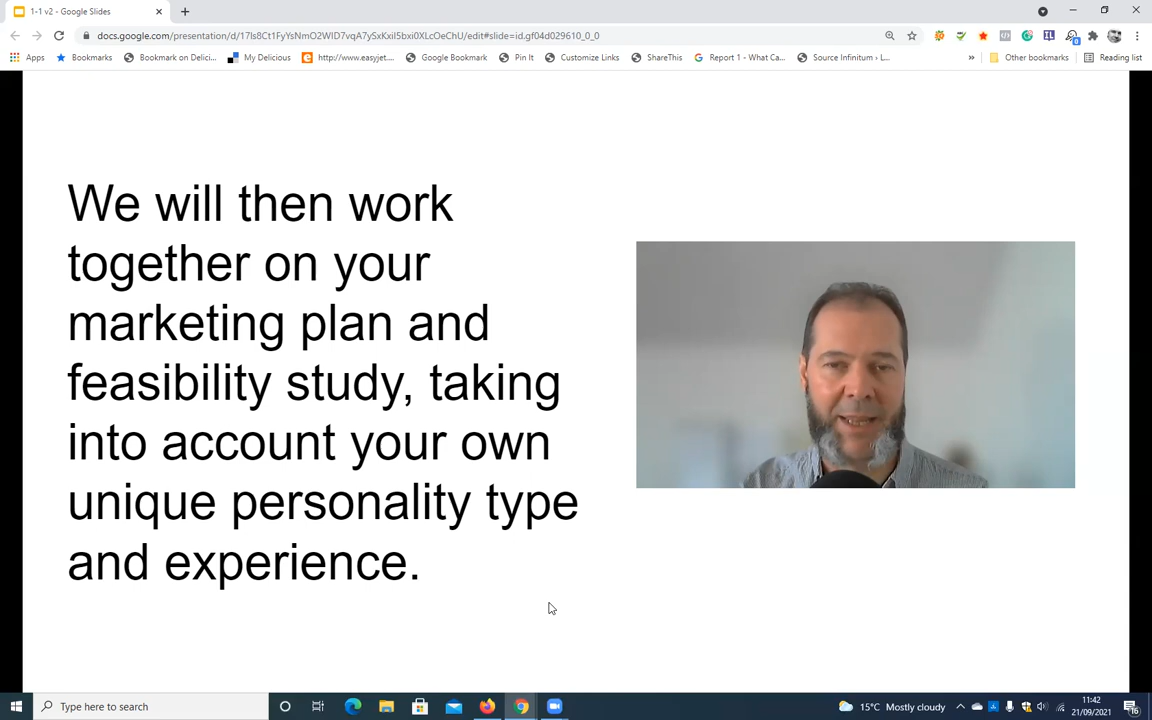 1-1 v2 - Google Slides
docs.google.com/presentation/d/17ls8Ct1FyYsNmO2WlD7vqA7ySxKxiI5bxi0XLcOeChU/edit#slide=id.gf04d029610_0_0
Apps Bookmarks Bookmark on Delici... My Delicious http://www.easyjet.... Google Bookmark Pin It Customize Links ShareThis Report 1 - What Ca... Source Infinitum › L... » Other bookmarks Reading list
We will then work
together on your
marketing plan and
feasibility study, taking
into account your own
unique personality type
and experience.
Type here to search
15°C Mostly cloudy
11:42
21/09/2021
16